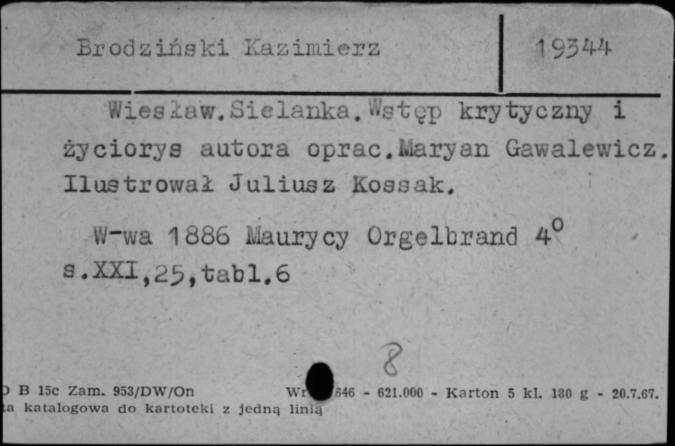 Brodziński Kazimierz 19344
Wiesław.Sielanka.Wstęp krytyczny i
życiorys autora oprac.Maryan Gawalewicz.
Ilustrował Juliusz Kossak.
W-wa 1886 Maurycy Orgelbrand 4º
s.XXI,25,tabl.6
8
B 15c Zam. 953/DW/On 646 - 621.000 - Karton 5 kl. 180 g - 20.7.67.
katalogowa do kartoteki z jedną linią